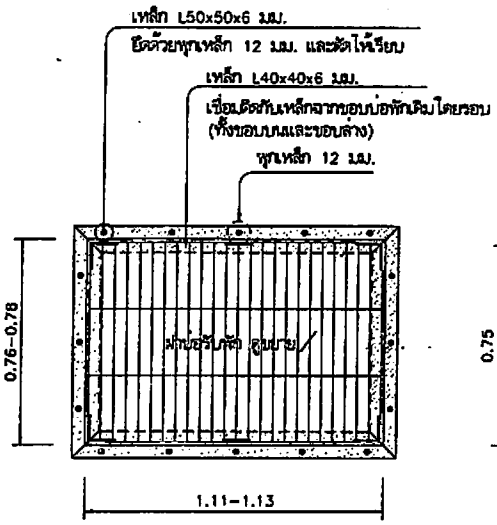 เหล็ก L50x50x6 มม.
ยึดด้วยพุกเหล็ก 12 มม. และตัดให้เรียบ
เหล็ก L40x40x6 มม.
เชื่อมติดกับเหล็กฉากขอบบ่อพักเดิมโดยรอบ
(ทั้งขอบบนและขอบล่าง)
พุกเหล็ก 12 มม.
0.76-0.78
ดูขยาย
0.75
1.11-1.13